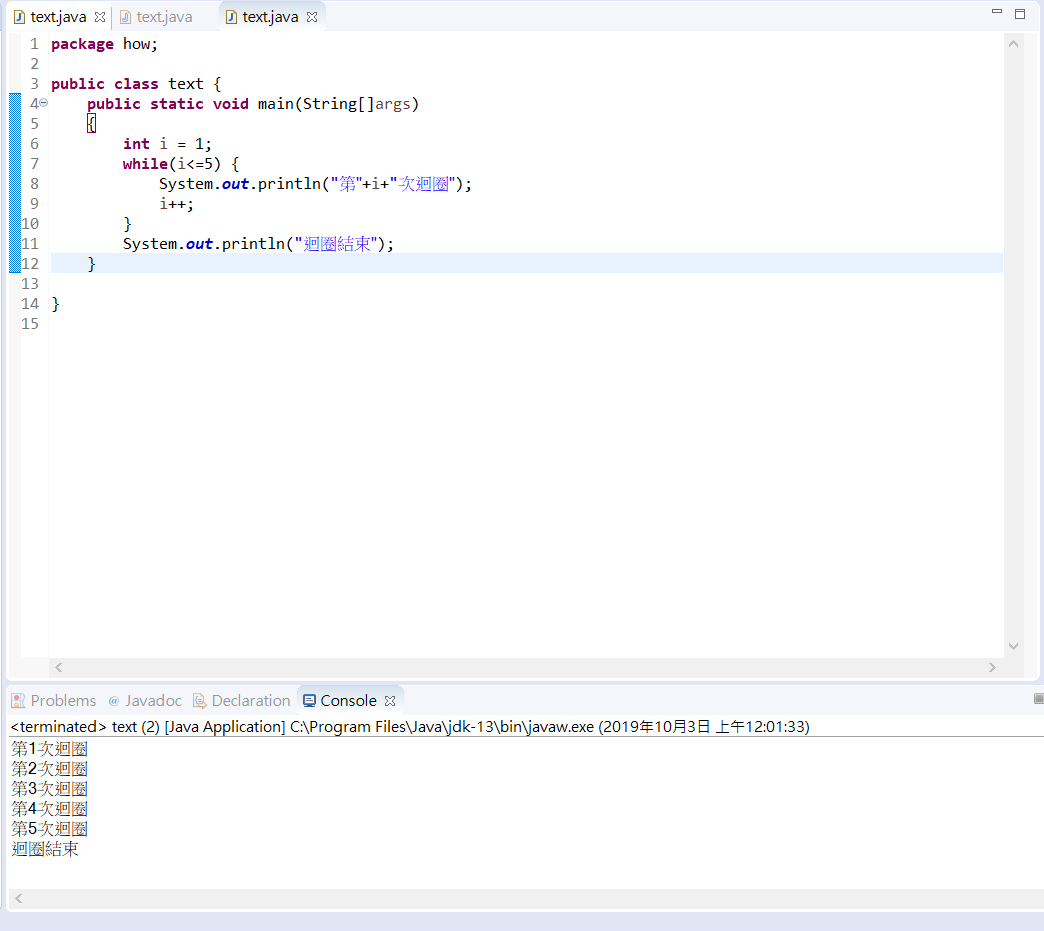 text.java text.java text.java
1 package how;
2
3 public class text {
4 public static void main(String[]args)
5 {
6 int i = 1;
7 while(i<=5) {
8 System.out.println("第"+i+"次迴圈");
9 i++;
10 }
11 System.out.println("迴圈結束");
12 }
13
14 }
15
Problems @ Javadoc Declaration Console
<terminated> text (2) [Java Application] C:\Program Files\Java\jdk-13\bin\javaw.exe (2019年10月3日 上午12:01:33)
第1次迴圈
第2次迴圈
第3次迴圈
第4次迴圈
第5次迴圈
迴圈結束